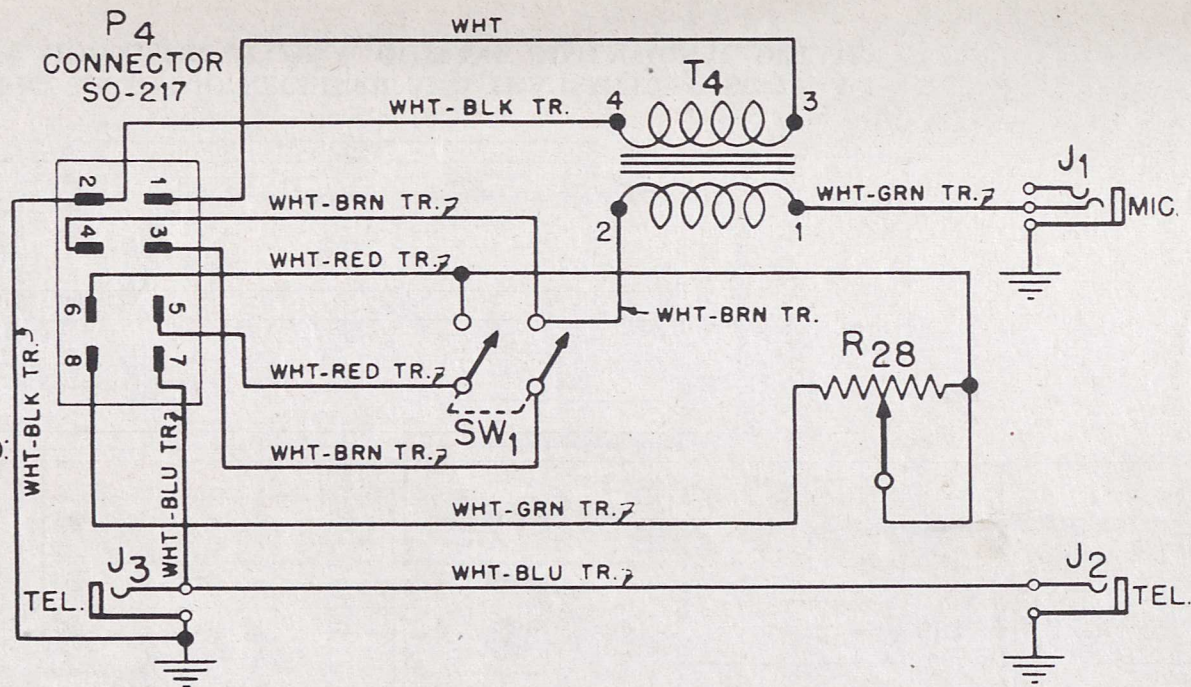 P4
CONNECTOR
SO-217
WHT
T4
4
3
WHT-BLK TR.
2
1
WHT-BRN TR.
4
3
2
1
WHT-GRN TR.
J1
MIC.
WHT-RED TR.
6
5
WHT-BRN TR.
8
7
WHT-RED TR.
R28
SW1
WHT-BRN TR.
WHT-BLK TR.
WHT-BLU TR.
WHT-GRN TR.
J3
WHT-BLU TR.
J2
TEL.
TEL.